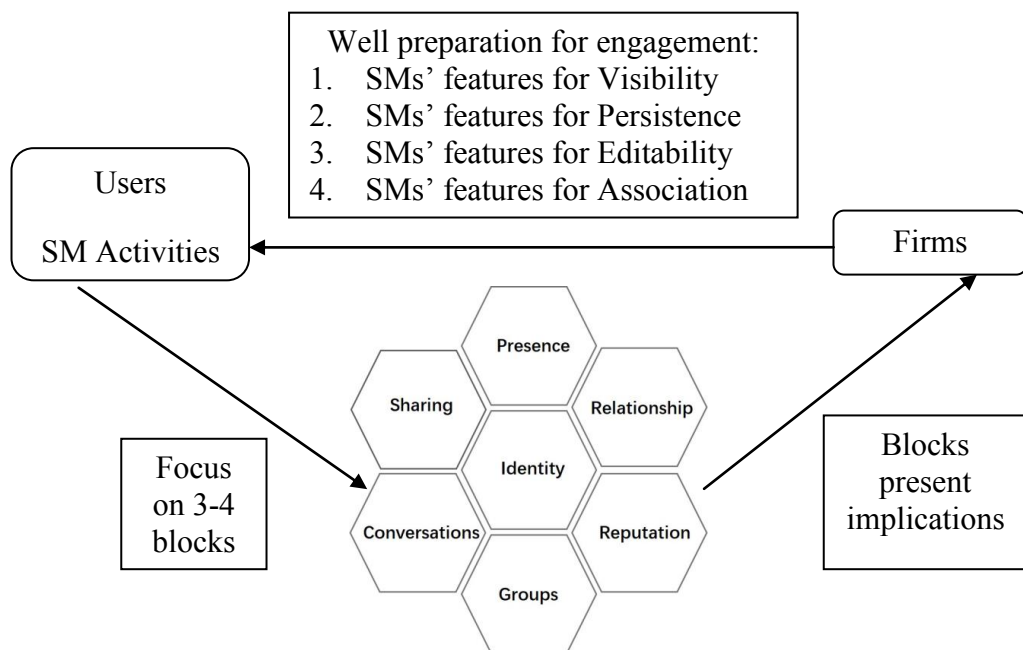 Well preparation for engagement:
1. SMs’ features for Visibility
2. SMs’ features for Persistence
3. SMs’ features for Editability
4. SMs’ features for Association
Users
SM Activities
Firms
Presence
Sharing
Relationship
Identity
Conversations
Reputation
Groups
Focus
on 3-4
blocks
Blocks
present
implications